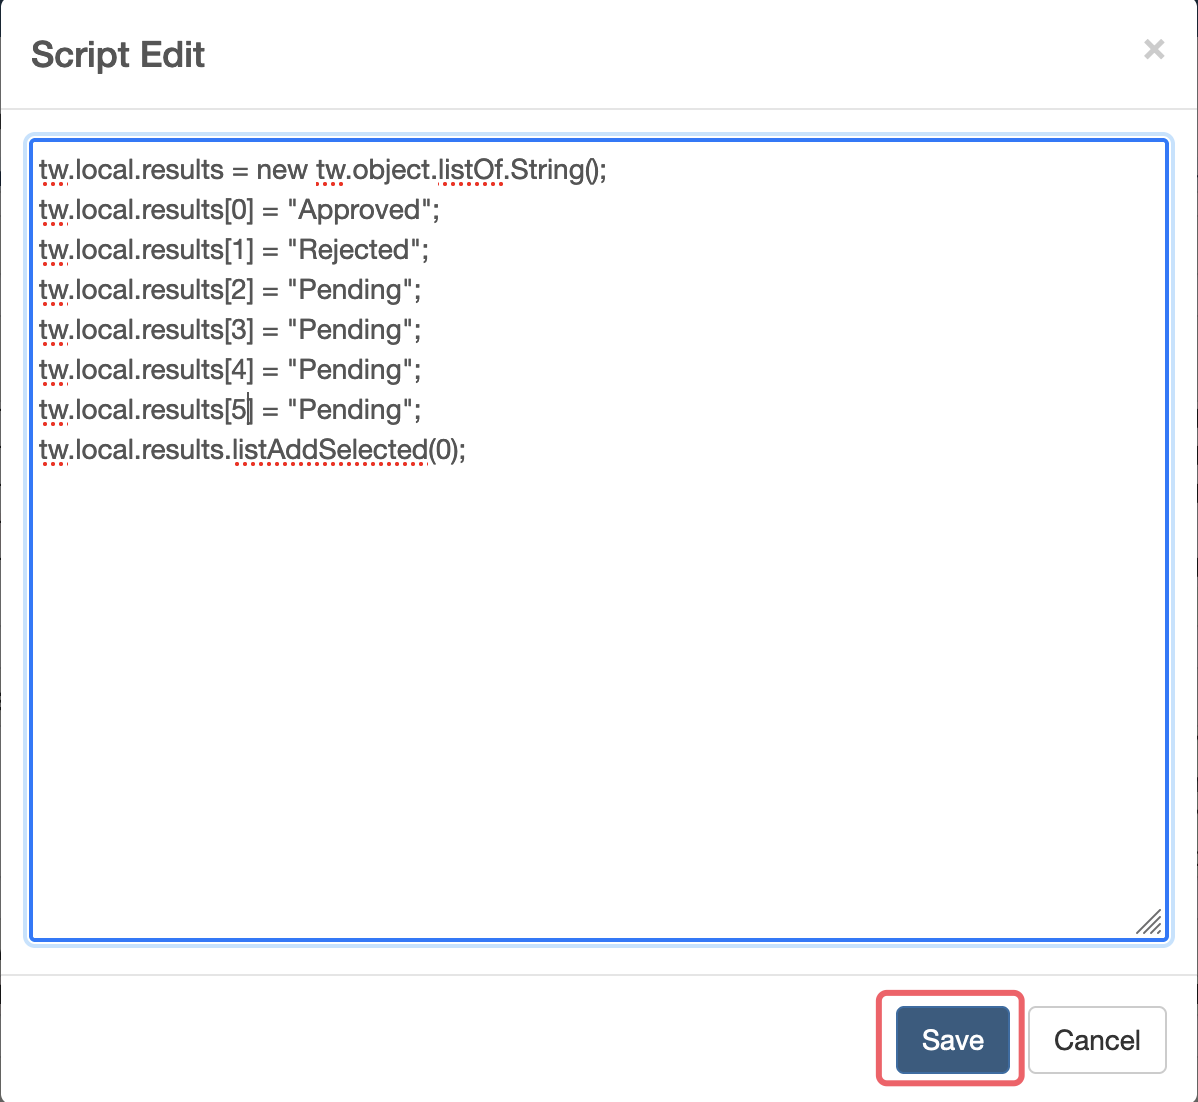 Script Edit
×
tw.local.results = new tw.object.listOf.String();
tw.local.results[0] = "Approved";
tw.local.results[1] = "Rejected";
tw.local.results[2] = "Pending";
tw.local.results[3] = "Pending";
tw.local.results[4] = "Pending";
tw.local.results[5] = "Pending";
tw.local.results.listAddSelected(0);
Save
Cancel